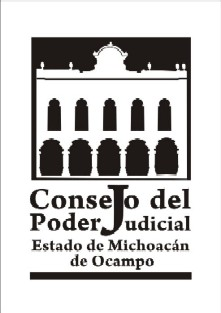 Consejo del
Poder Judicial
Estado de Michoacán
de Ocampo